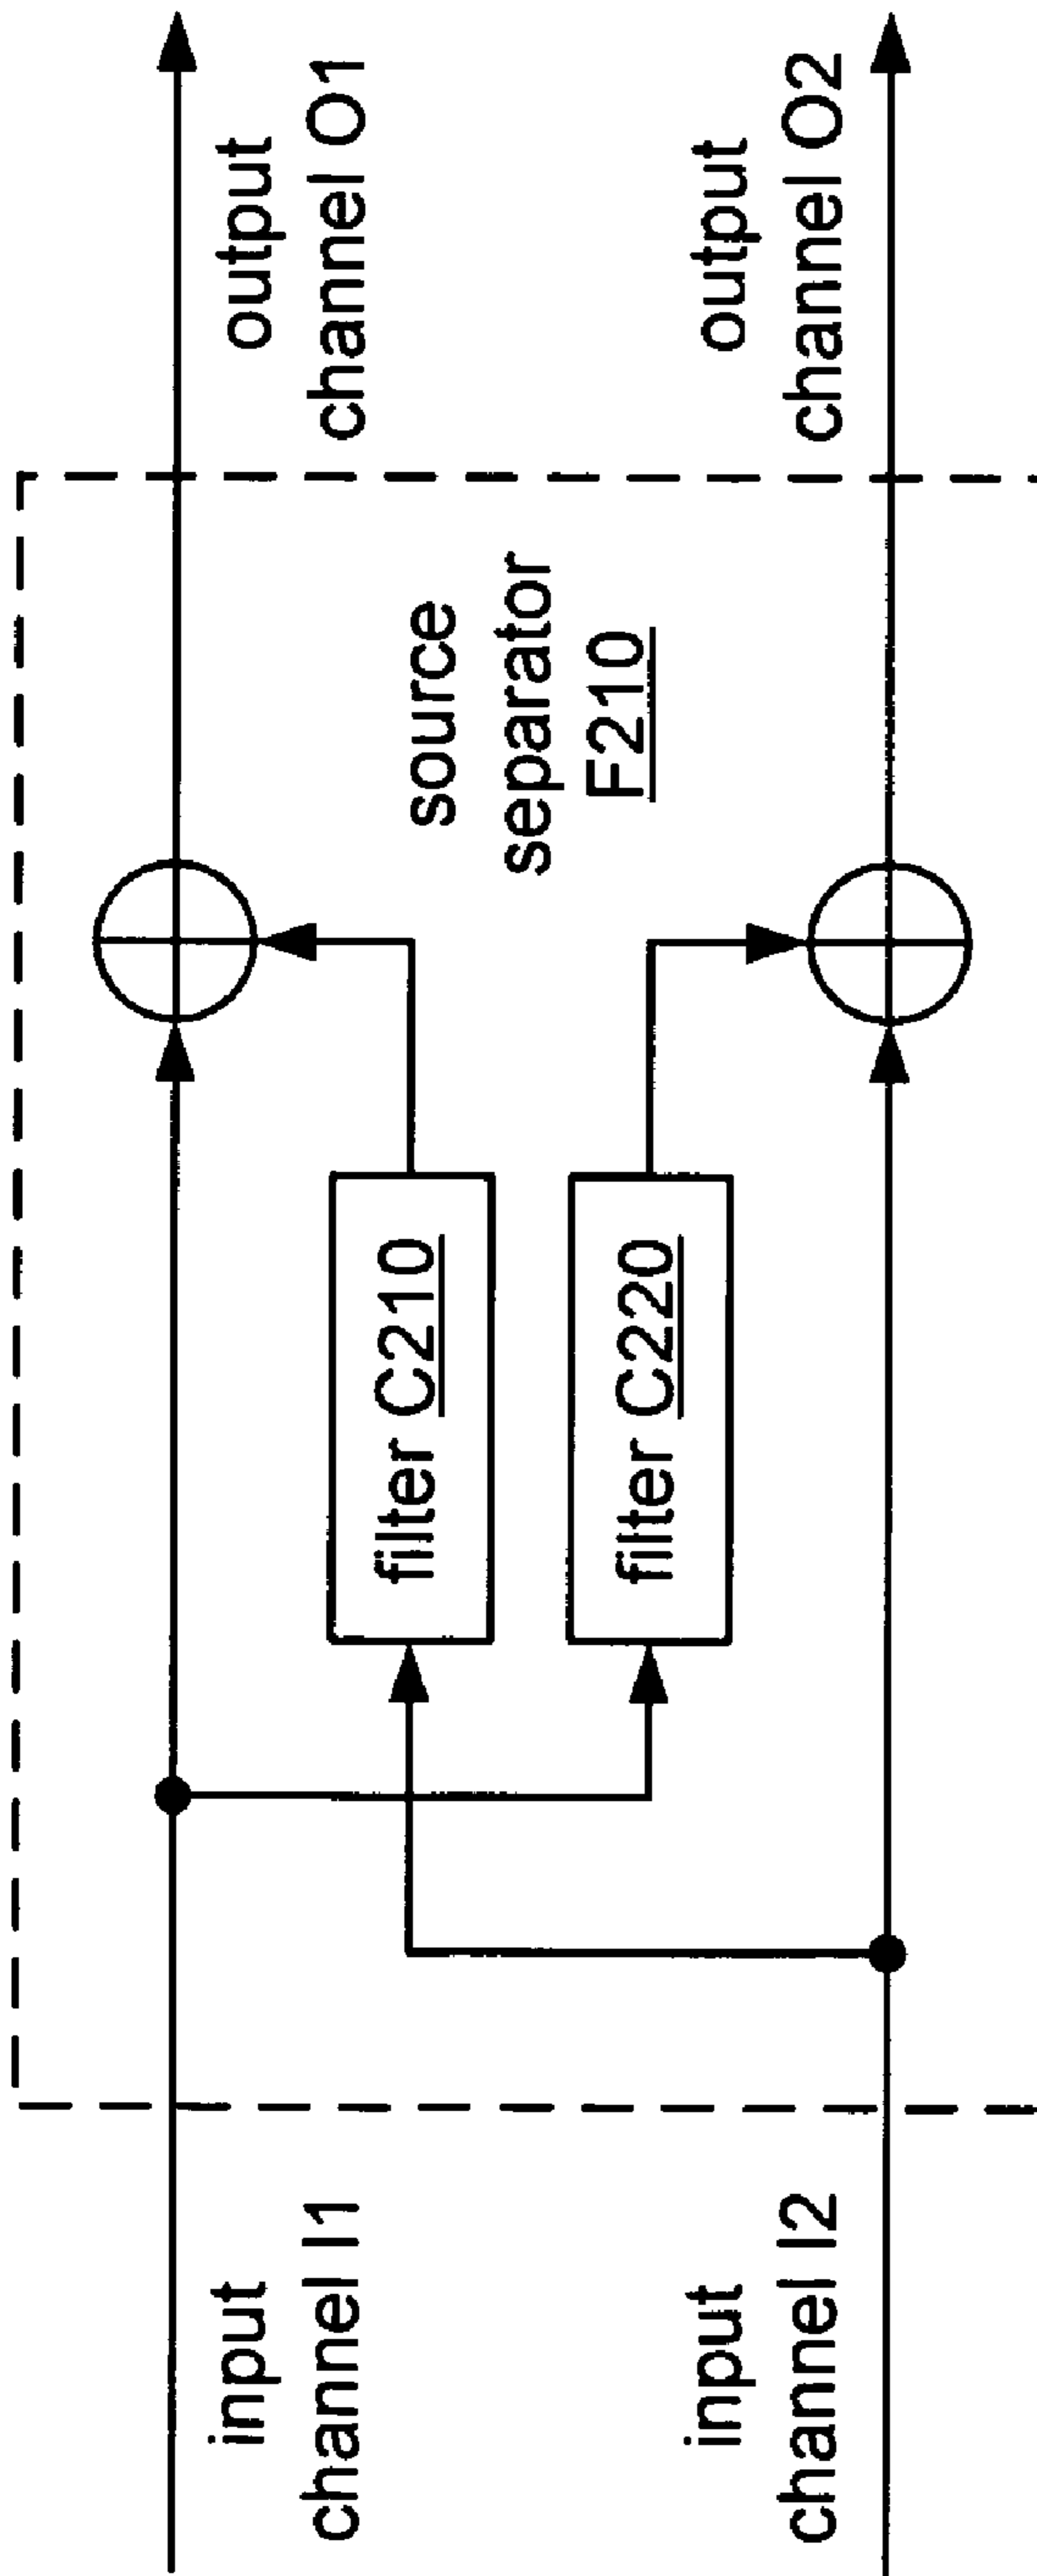 input
channel I1
input
channel I2
filter C210
filter C220
source
separator
F210
output
channel O1
output
channel O2